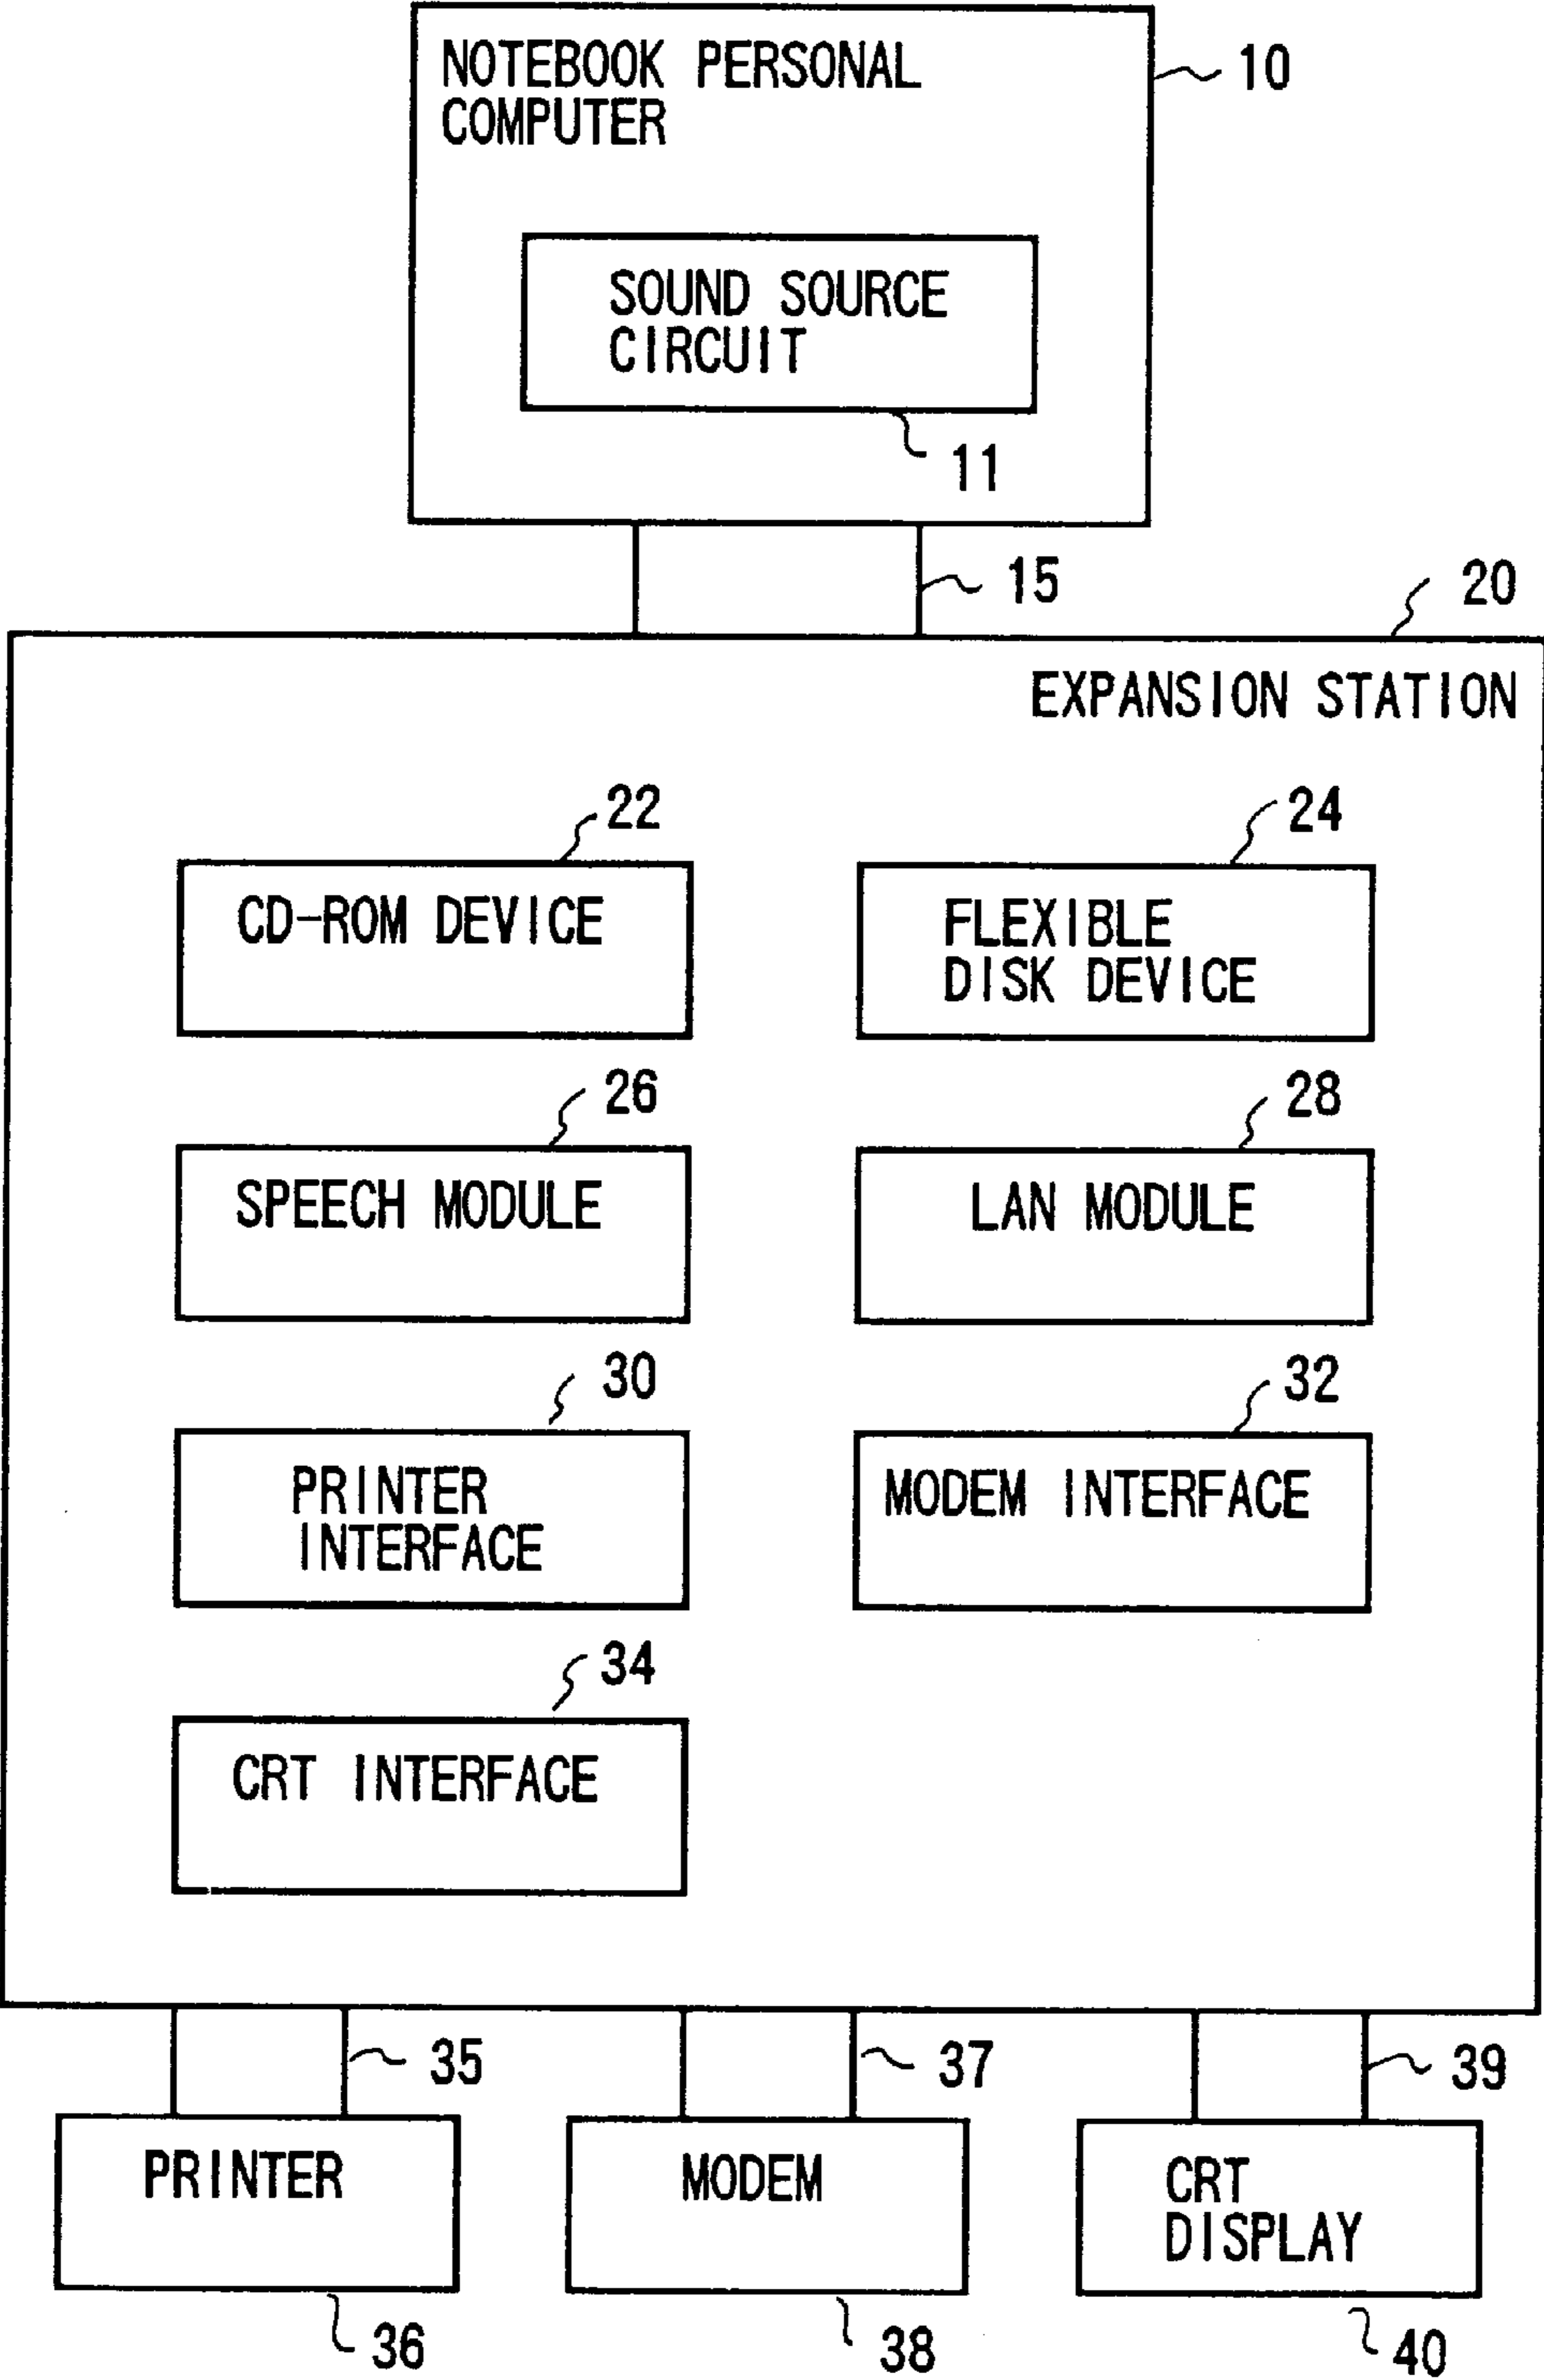 NOTEBOOK PERSONAL
COMPUTER
10
SOUND SOURCE
CIRCUIT
11
15
20
EXPANSION STATION
22
24
CD-ROM DEVICE
FLEXIBLE
DISK DEVICE
26
28
SPEECH MODULE
LAN MODULE
30
32
PRINTER
INTERFACE
MODEM INTERFACE
34
CRT INTERFACE
35
37
39
PRINTER
MODEM
CRT
DISPLAY
36
38
40